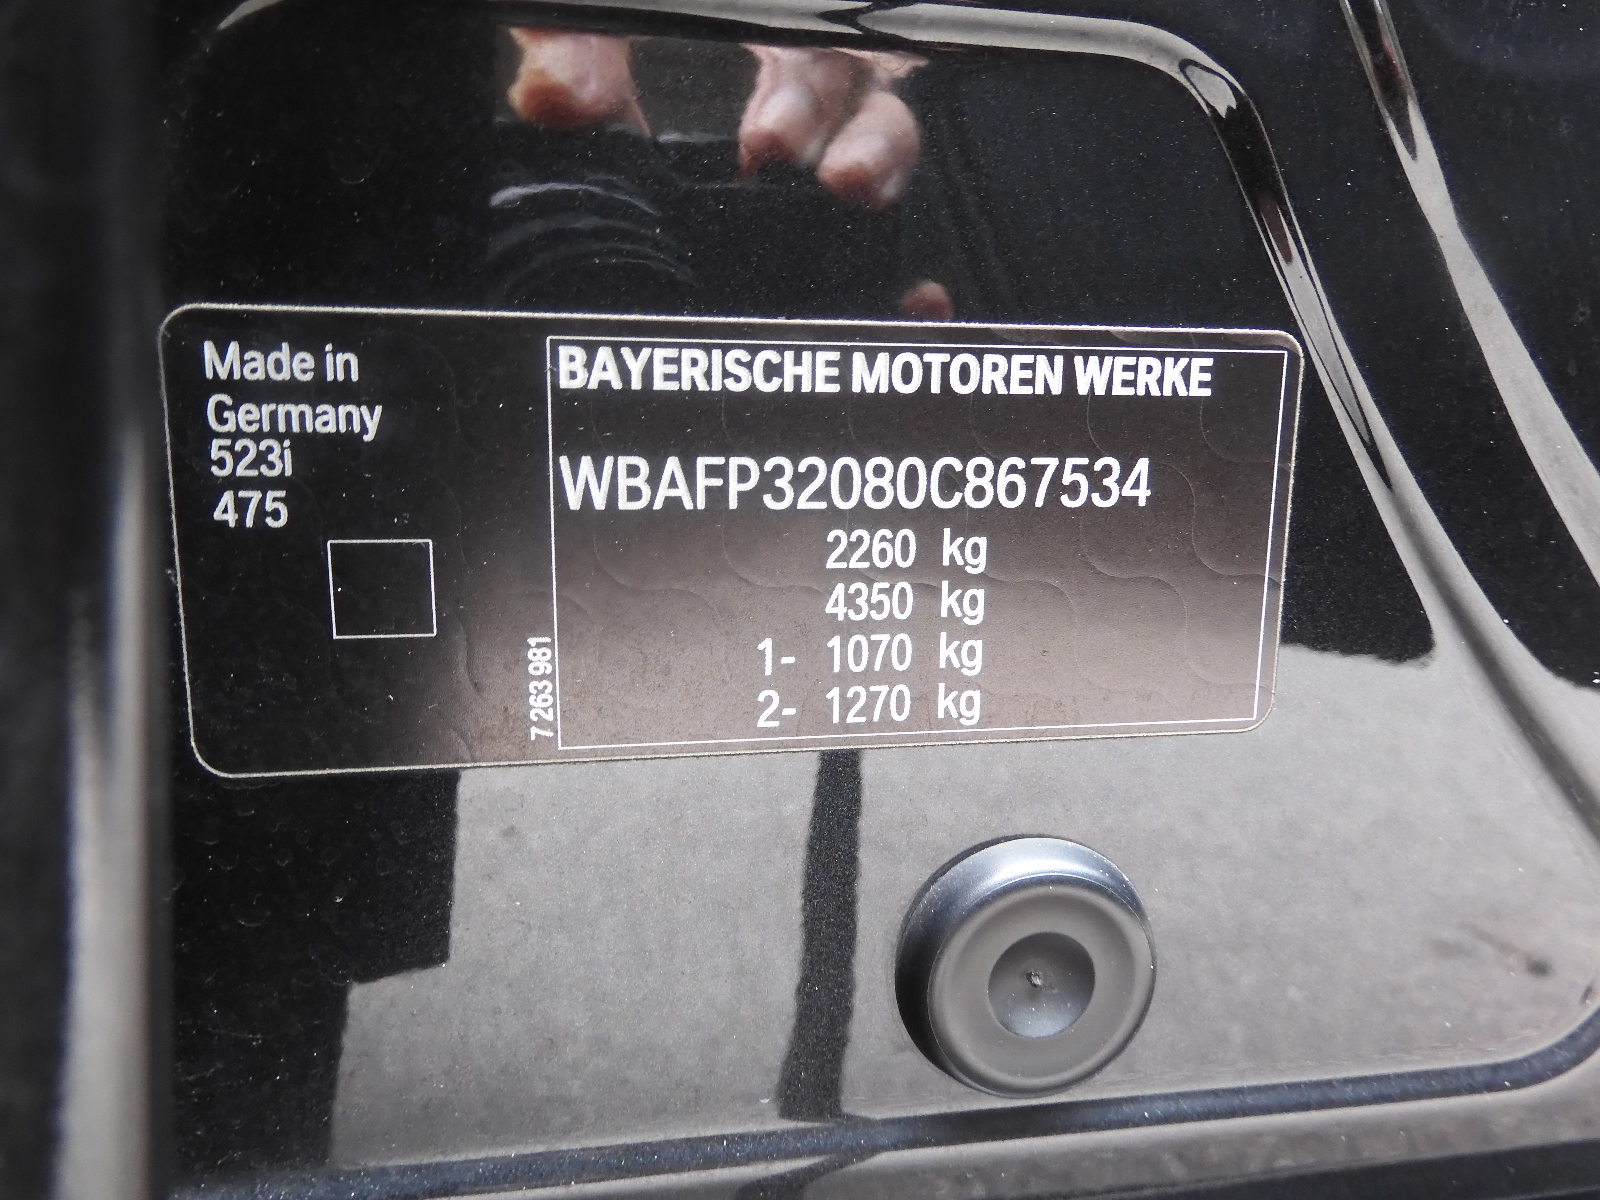 Made in
Germany
523i
475
7 263 981
BAYERISCHE MOTOREN WERKE
WBAFP32080C867534
2260 kg
4350 kg
1- 1070 kg
2- 1270 kg